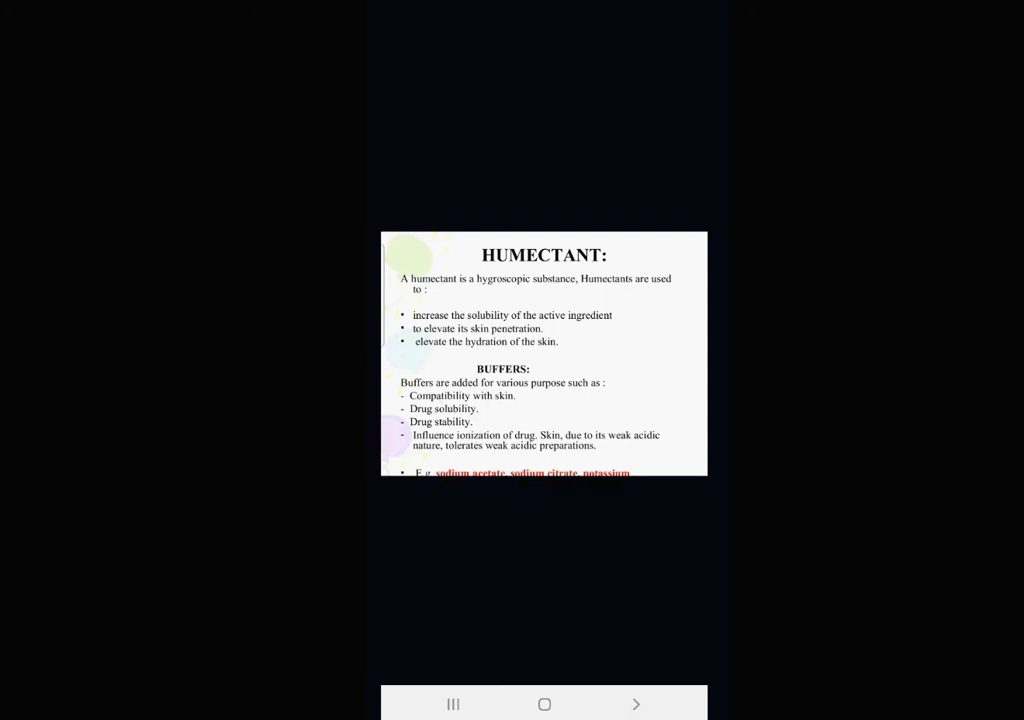 HUMECTANT:
A humectant is a hygroscopic substance, Humectants are used
to :
• increase the solubility of the active ingredient
• to elevate its skin penetration.
• elevate the hydration of the skin.
BUFFERS:
Buffers are added for various purpose such as :
- Compatibility with skin.
- Drug solubility.
- Drug stability.
- Influence ionization of drug. Skin, due to its weak acidic
nature, tolerates weak acidic preparations.
• E.g. sodium acetate, sodium citrate, potassium